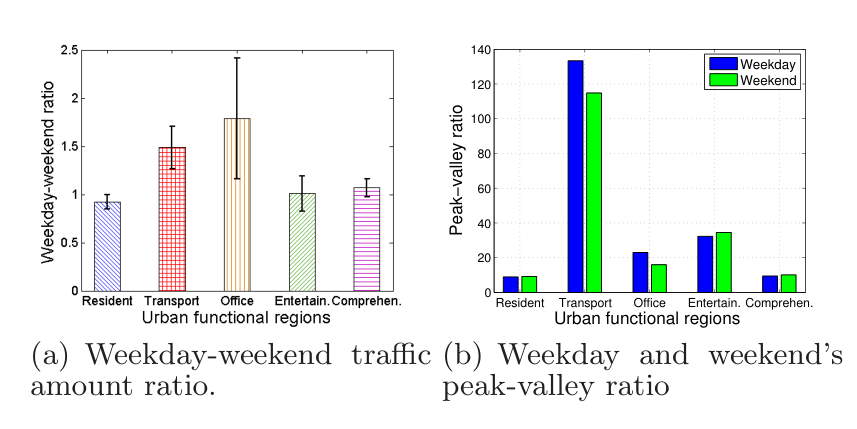 2.5
2
1.5
1
0.5
0
Weekday-weekend ratio
Resident Transport Office Entertain. Comprehen.
Urban functional regions
(a) Weekday-weekend traffic
amount ratio.
140
120
100
80
60
40
20
0
Peak-valley ratio
Weekday
Weekend
Resident Transport Office Entertain. Comprehen.
Urban functional regions
(b) Weekday and weekend's
peak-valley ratio